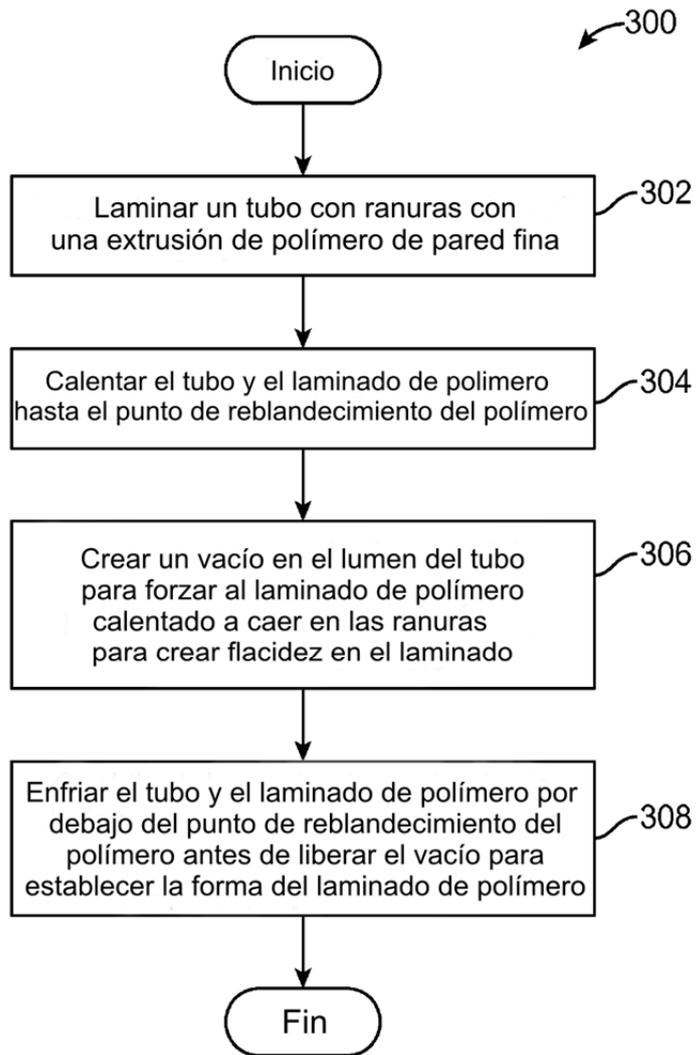 300
Inicio
302
Laminar un tubo con ranuras con
una extrusión de polímero de pared fina
304
Calentar el tubo y el laminado de polimero
hasta el punto de reblandecimiento del polímero
306
Crear un vacío en el lumen del tubo
para forzar al laminado de polímero
calentado a caer en las ranuras
para crear flacidez en el laminado
308
Enfriar el tubo y el laminado de polímero por
debajo del punto de reblandecimiento del
polímero antes de liberar el vacío para
establecer la forma del laminado de polímero
Fin